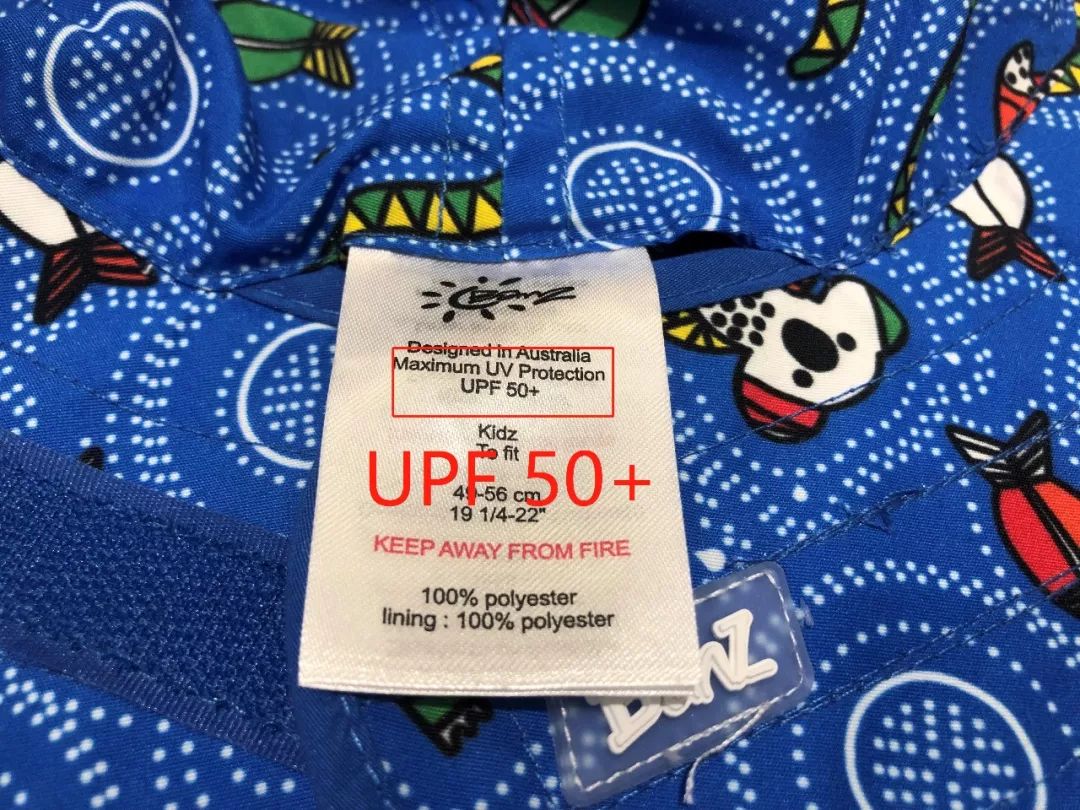 Banz
Designed in Australia
Maximum UV Protection
UPF 50+
Kidz
To fit
UPF 50+
49-56 cm
19 1/4-22"
KEEP AWAY FROM FIRE
100% polyester
lining : 100% polyester
BanZ